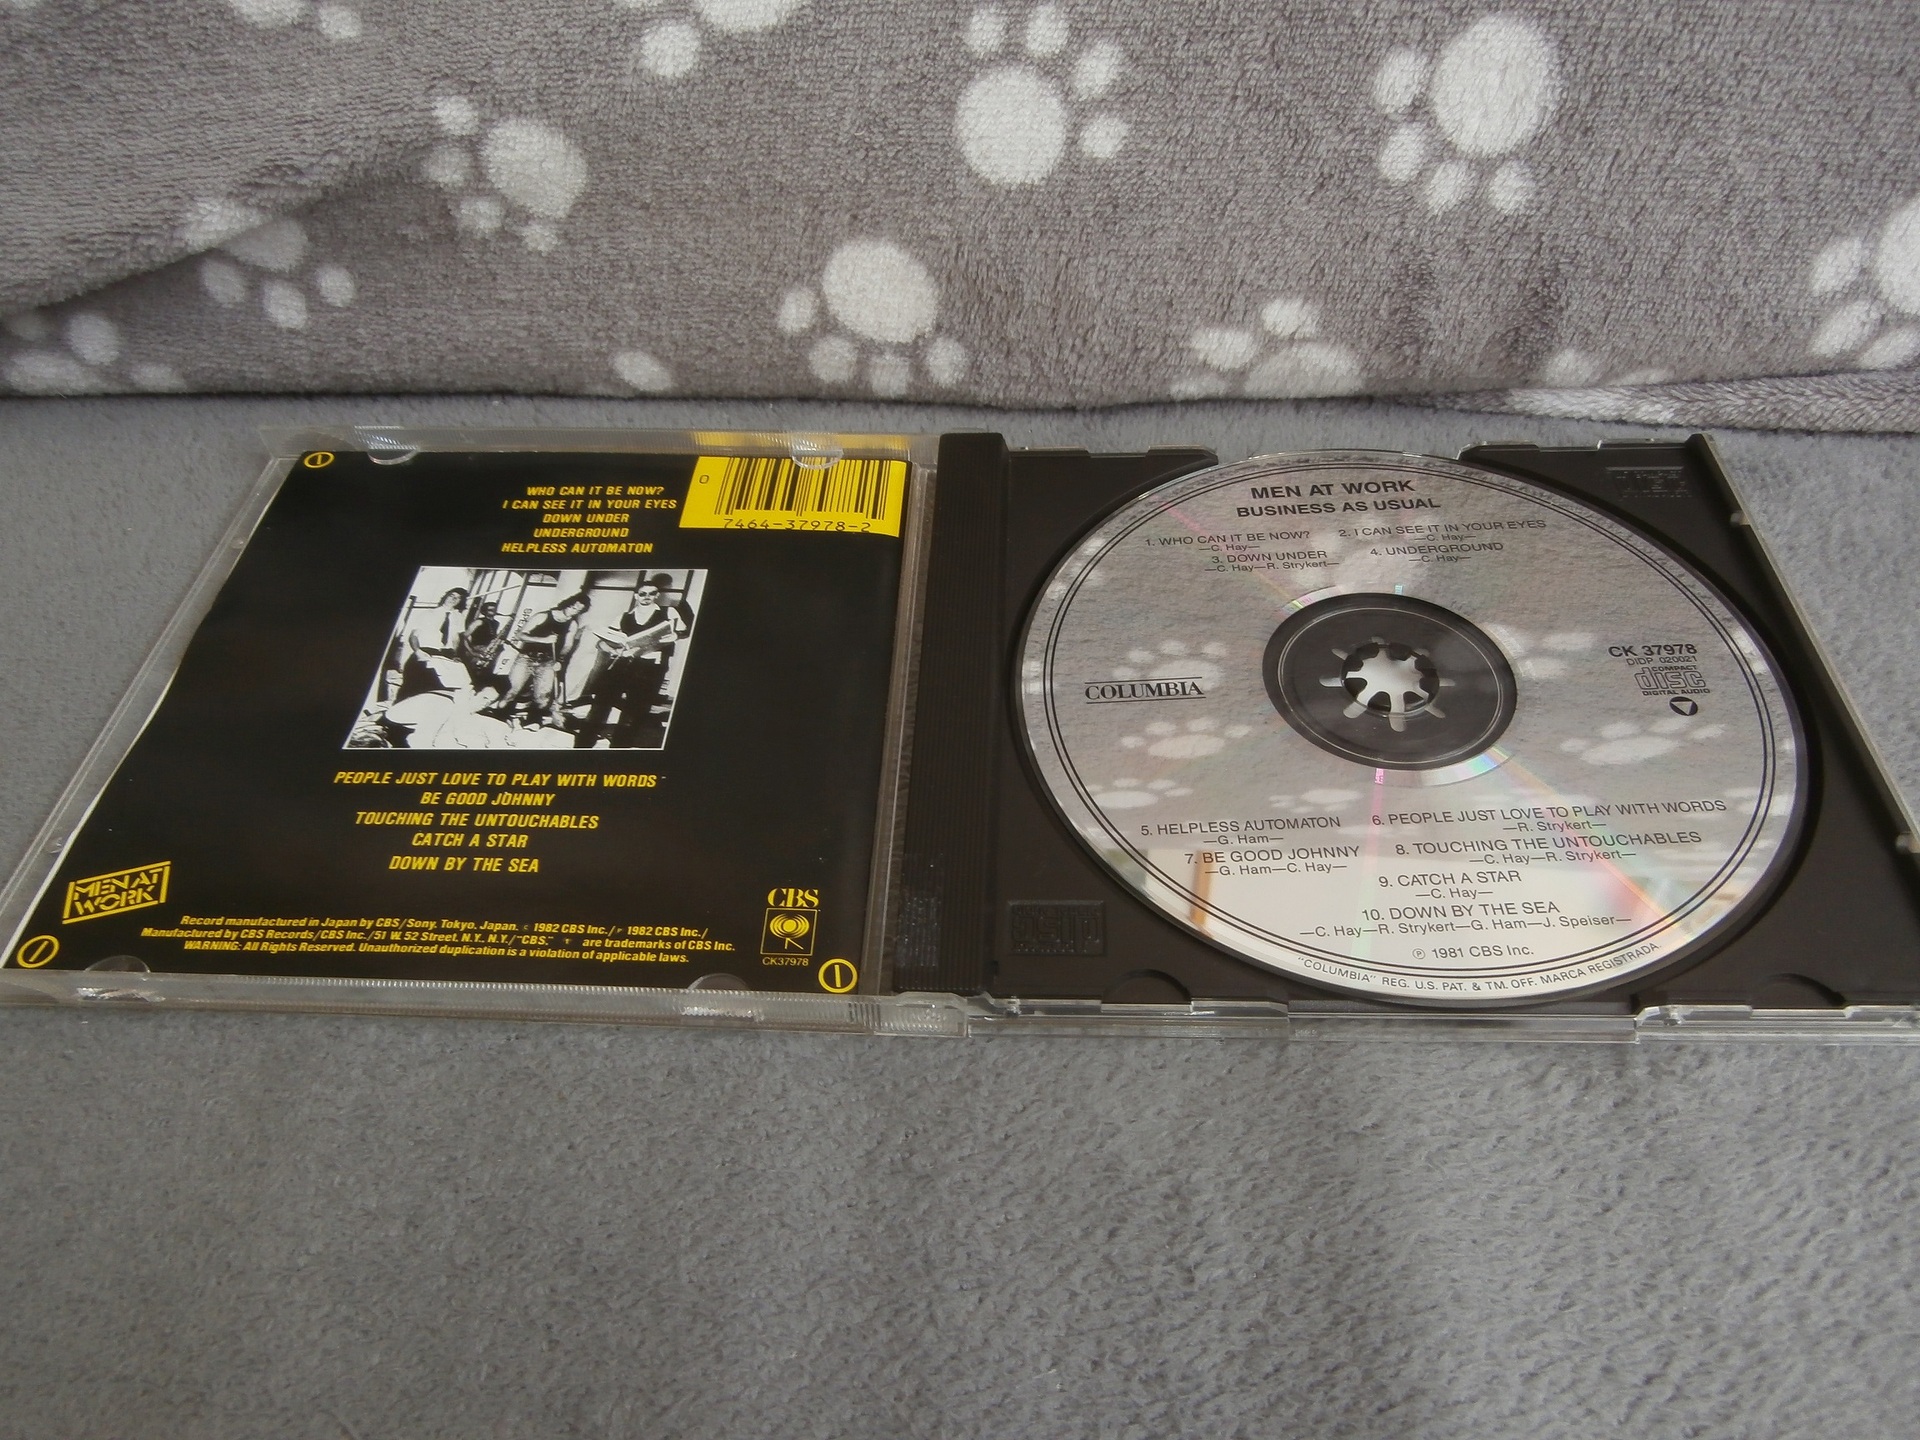 WHO CAN IT BE NOW?
I CAN SEE IT IN YOUR EYES
DOWN UNDER
UNDERGROUND
HELPLESS AUTOMATON
0
7464-37978-2
PEOPLE JUST LOVE TO PLAY WITH WORDS
BE GOOD JOHNNY
TOUCHING THE UNTOUCHABLES
CATCH A STAR
DOWN BY THE SEA
MEN AT
WORK
Record manufactured in Japan by CBS/Sony, Tokyo, Japan. © 1982 CBS Inc./℗ 1982 CBS Inc./
Manufactured by CBS Records/CBS Inc./51 W. 52 Street, N.Y., N.Y./"CBS," are trademarks of CBS Inc.
WARNING: All Rights Reserved. Unauthorized duplication is a violation of applicable laws.
CBS
CK37978
MEN AT WORK
BUSINESS AS USUAL
1. WHO CAN IT BE NOW? 2. I CAN SEE IT IN YOUR EYES
—C. Hay— —C. Hay—
3. DOWN UNDER 4. UNDERGROUND
—C. Hay—R. Strykert— —C. Hay—
COLUMBIA
CK 37978
DIDP 020021
COMPACT
disc
DIGITAL AUDIO
5. HELPLESS AUTOMATON 6. PEOPLE JUST LOVE TO PLAY WITH WORDS
—G. Ham— —R. Strykert—
7. BE GOOD JOHNNY 8. TOUCHING THE UNTOUCHABLES
—G. Ham—C. Hay— —C. Hay—R. Strykert—
9. CATCH A STAR
—C. Hay—
10. DOWN BY THE SEA
—C. Hay—R. Strykert—G. Ham—J. Speiser—
℗ 1981 CBS Inc.
"COLUMBIA" REG. U.S. PAT. & TM. OFF. MARCA REGISTRADA